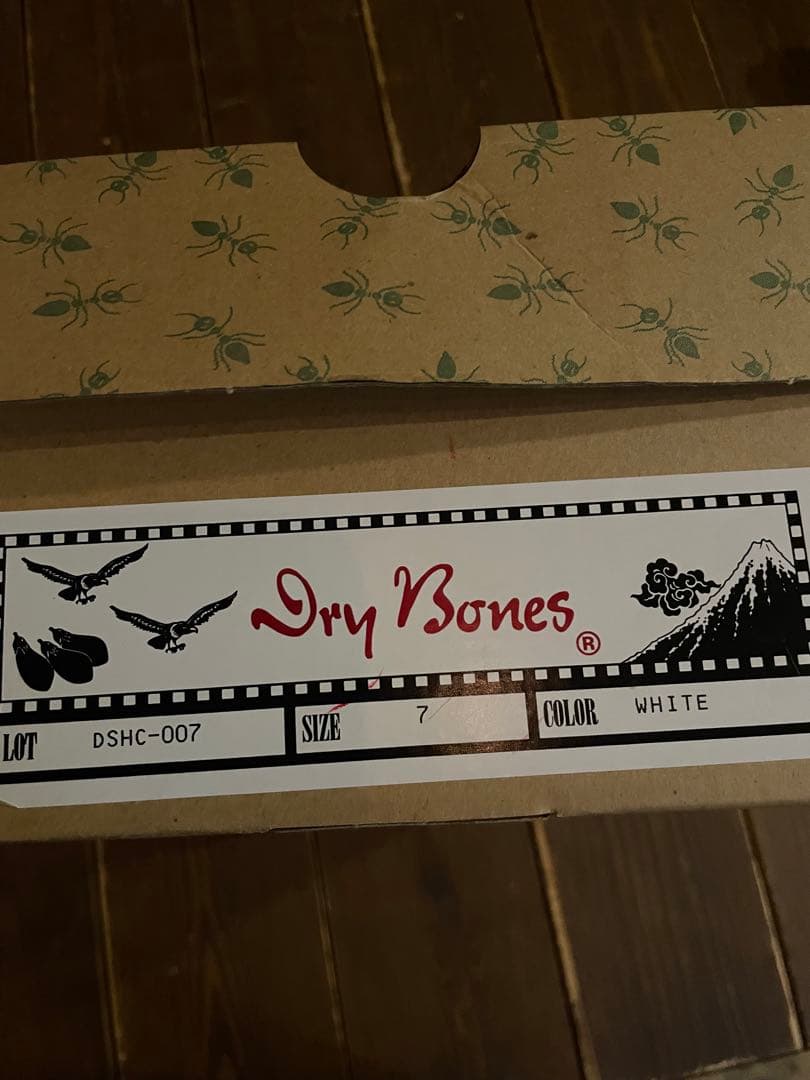 Dry Bones®
LOT DSHC-007 SIZE 7 COLOR WHITE